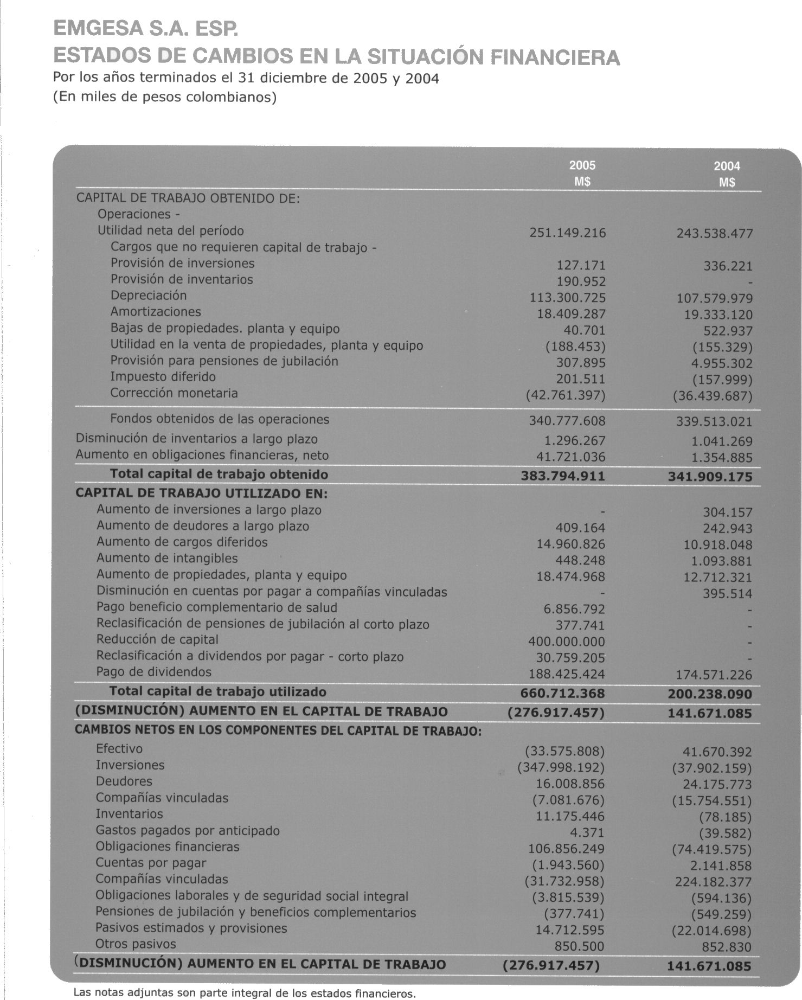 EMGESA S.A. ESP.
ESTADOS DE CAMBIOS EN LA SITUACIÓN FINANCIERA
Por los años terminados el 31 diciembre de 2005 y 2004
(En miles de pesos colombianos)
2005 2004
M$ M$
CAPITAL DE TRABAJO OBTENIDO DE:
Operaciones -
Utilidad neta del período 251.149.216 243.538.477
Cargos que no requieren capital de trabajo -
Provisión de inversiones 127.171 336.221
Provisión de inventarios 190.952 -
Depreciación 113.300.725 107.579.979
Amortizaciones 18.409.287 19.333.120
Bajas de propiedades. planta y equipo 40.701 522.937
Utilidad en la venta de propiedades, planta y equipo (188.453) (155.329)
Provisión para pensiones de jubilación 307.895 4.955.302
Impuesto diferido 201.511 (157.999)
Corrección monetaria (42.761.397) (36.439.687)
Fondos obtenidos de las operaciones 340.777.608 339.513.021
Disminución de inventarios a largo plazo 1.296.267 1.041.269
Aumento en obligaciones financieras, neto 41.721.036 1.354.885
Total capital de trabajo obtenido 383.794.911 341.909.175
CAPITAL DE TRABAJO UTILIZADO EN:
Aumento de inversiones a largo plazo - 304.157
Aumento de deudores a largo plazo 409.164 242.943
Aumento de cargos diferidos 14.960.826 10.918.048
Aumento de intangibles 448.248 1.093.881
Aumento de propiedades, planta y equipo 18.474.968 12.712.321
Disminución en cuentas por pagar a compañías vinculadas - 395.514
Pago beneficio complementario de salud 6.856.792 -
Reclasificación de pensiones de jubilación al corto plazo 377.741 -
Reducción de capital 400.000.000 -
Reclasificación a dividendos por pagar - corto plazo 30.759.205 -
Pago de dividendos 188.425.424 174.571.226
Total capital de trabajo utilizado 660.712.368 200.238.090
(DISMINUCIÓN) AUMENTO EN EL CAPITAL DE TRABAJO (276.917.457) 141.671.085
CAMBIOS NETOS EN LOS COMPONENTES DEL CAPITAL DE TRABAJO:
Efectivo (33.575.808) 41.670.392
Inversiones (347.998.192) (37.902.159)
Deudores 16.008.856 24.175.773
Compañías vinculadas (7.081.676) (15.754.551)
Inventarios 11.175.446 (78.185)
Gastos pagados por anticipado 4.371 (39.582)
Obligaciones financieras 106.856.249 (74.419.575)
Cuentas por pagar (1.943.560) 2.141.858
Compañías vinculadas (31.732.958) 224.182.377
Obligaciones laborales y de seguridad social integral (3.815.539) (594.136)
Pensiones de jubilación y beneficios complementarios (377.741) (549.259)
Pasivos estimados y provisiones 14.712.595 (22.014.698)
Otros pasivos 850.500 852.830
(DISMINUCIÓN) AUMENTO EN EL CAPITAL DE TRABAJO (276.917.457) 141.671.085
Las notas adjuntas son parte integral de los estados financieros.